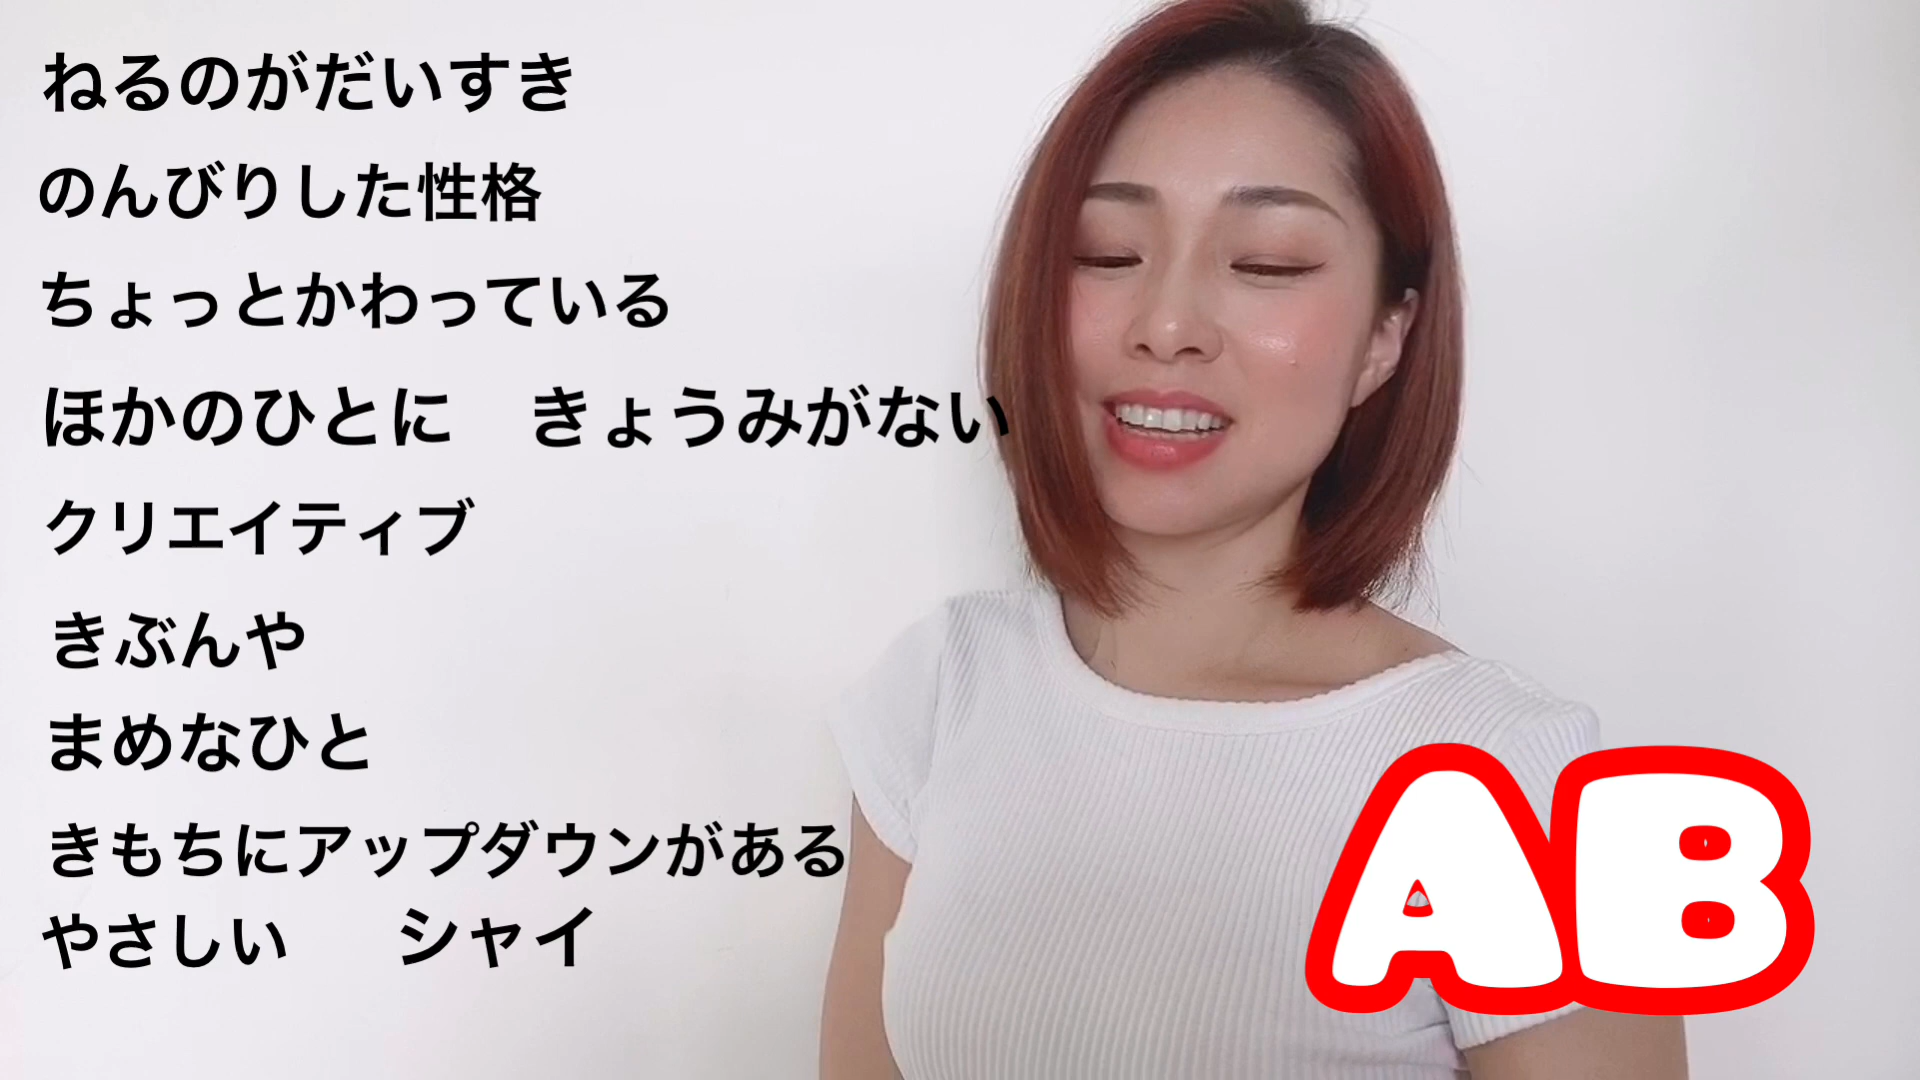 ねるのがだいすき
のんびりした性格
ちょっとかわっている
ほかのひとに　きょうみがない
クリエイティブ
きぶんや
まめなひと
きもちにアップダウンがある
やさしい　シャイ
AB